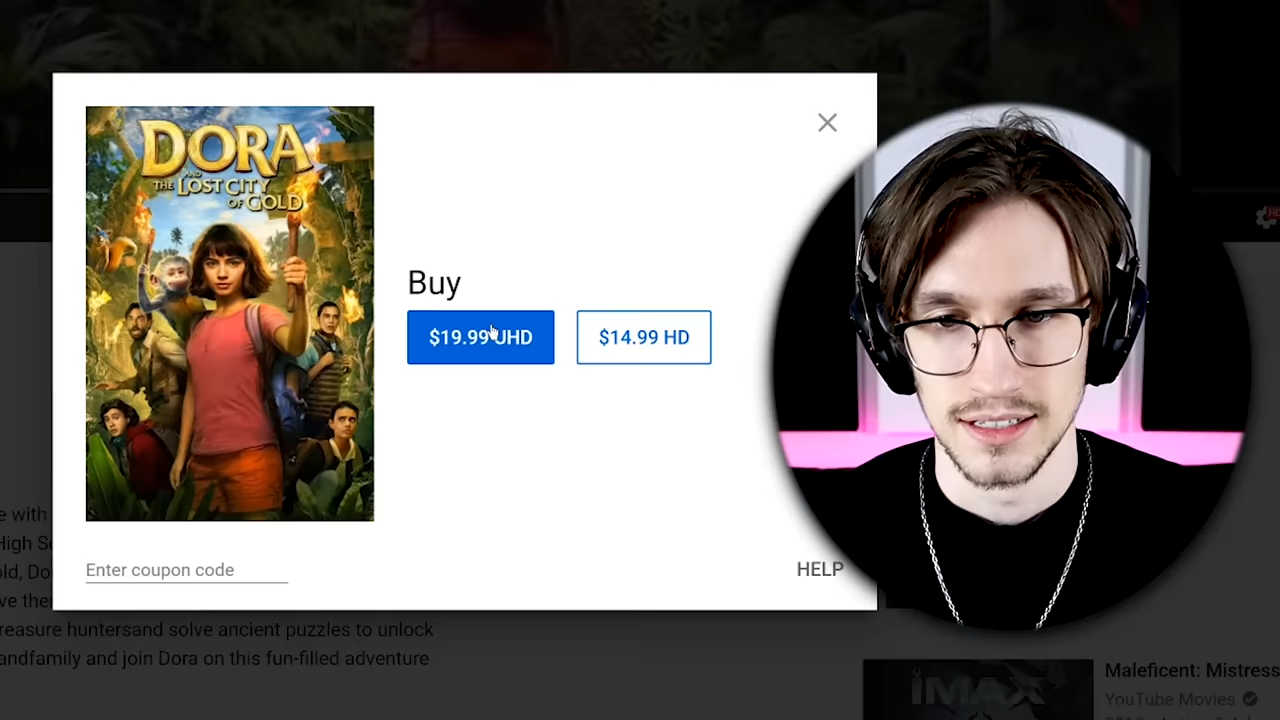 DORA
AND
THE LOST CITY
OF GOLD
Buy
$19.99 UHD
$14.99 HD
Enter coupon code
HELP
e with
High S
ld, Do
ve the
reasure huntersand solve ancient puzzles to unlock
andfamily and join Dora on this fun-filled adventure
IMAX
Maleficent: Mistress
YouTube Movies